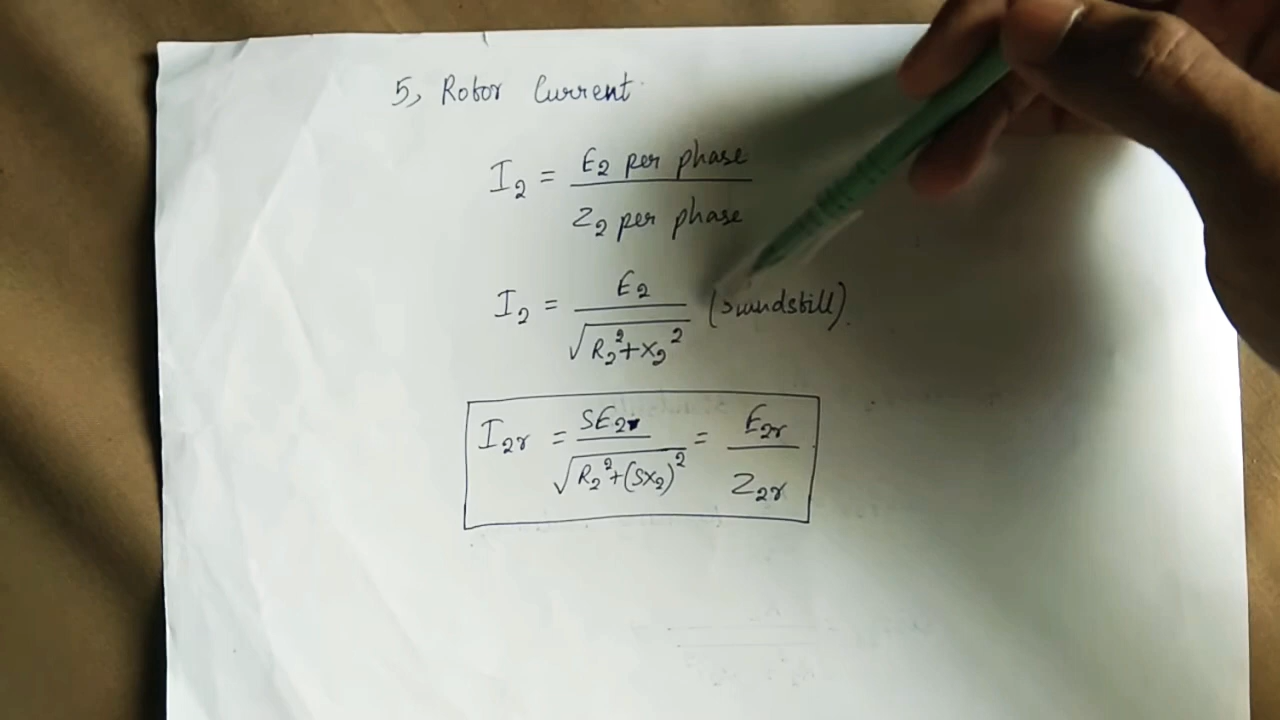 5, Rotor Current.
I₂ = E₂ per phase / Z₂ per phase
I₂ = E₂ / √(R₂² + X₂²) (Standstill).
I₂r = SE₂ / √(R₂² + (SX₂)²) = E₂r / Z₂r